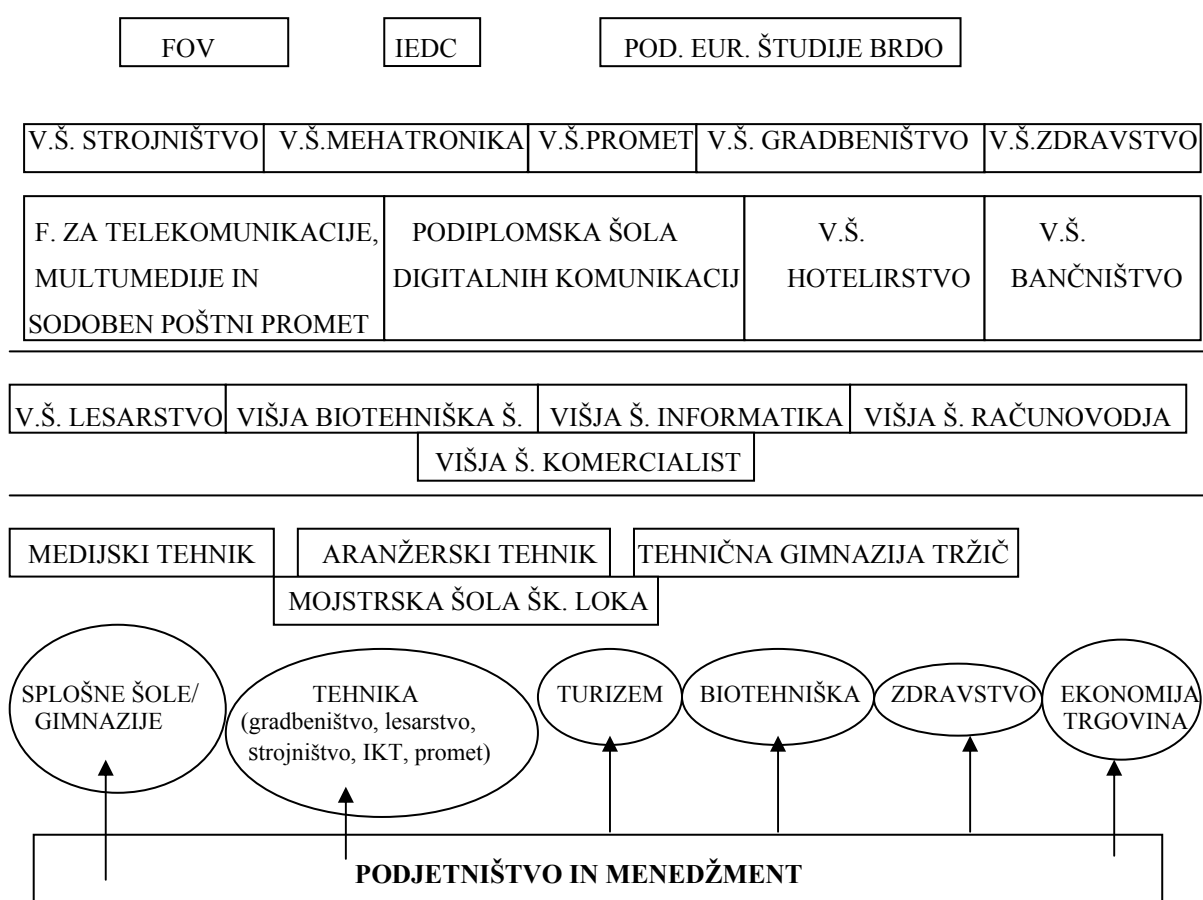 FOV
IEDC
POD. EUR. ŠTUDIJE BRDO
V.Š. STROJNIŠTVO
V.Š.MEHATRONIKA
V.Š.PROMET
V.Š. GRADBENIŠTVO
V.Š.ZDRAVSTVO
F. ZA TELEKOMUNIKACIJE,
MULTUMEDIJE IN
SODOBEN POŠTNI PROMET
PODIPLOMSKA ŠOLA
DIGITALNIH KOMUNIKACIJ
V.Š.
HOTELIRSTVO
V.Š.
BANČNIŠTVO
V.Š. LESARSTVO
VIŠJA BIOTEHNIŠKA Š.
VIŠJA Š. INFORMATIKA
VIŠJA Š. RAČUNOVODJA
VIŠJA Š. KOMERCIALIST
MEDIJSKI TEHNIK
ARANŽERSKI TEHNIK
TEHNIČNA GIMNAZIJA TRŽIČ
MOJSTRSKA ŠOLA ŠK. LOKA
SPLOŠNE ŠOLE/
GIMNAZIJE
TEHNIKA
(gradbeništvo, lesarstvo,
strojništvo, IKT, promet)
TURIZEM
BIOTEHNIŠKA
ZDRAVSTVO
EKONOMIJA
TRGOVINA
PODJETNIŠTVO IN MENEDŽMENT